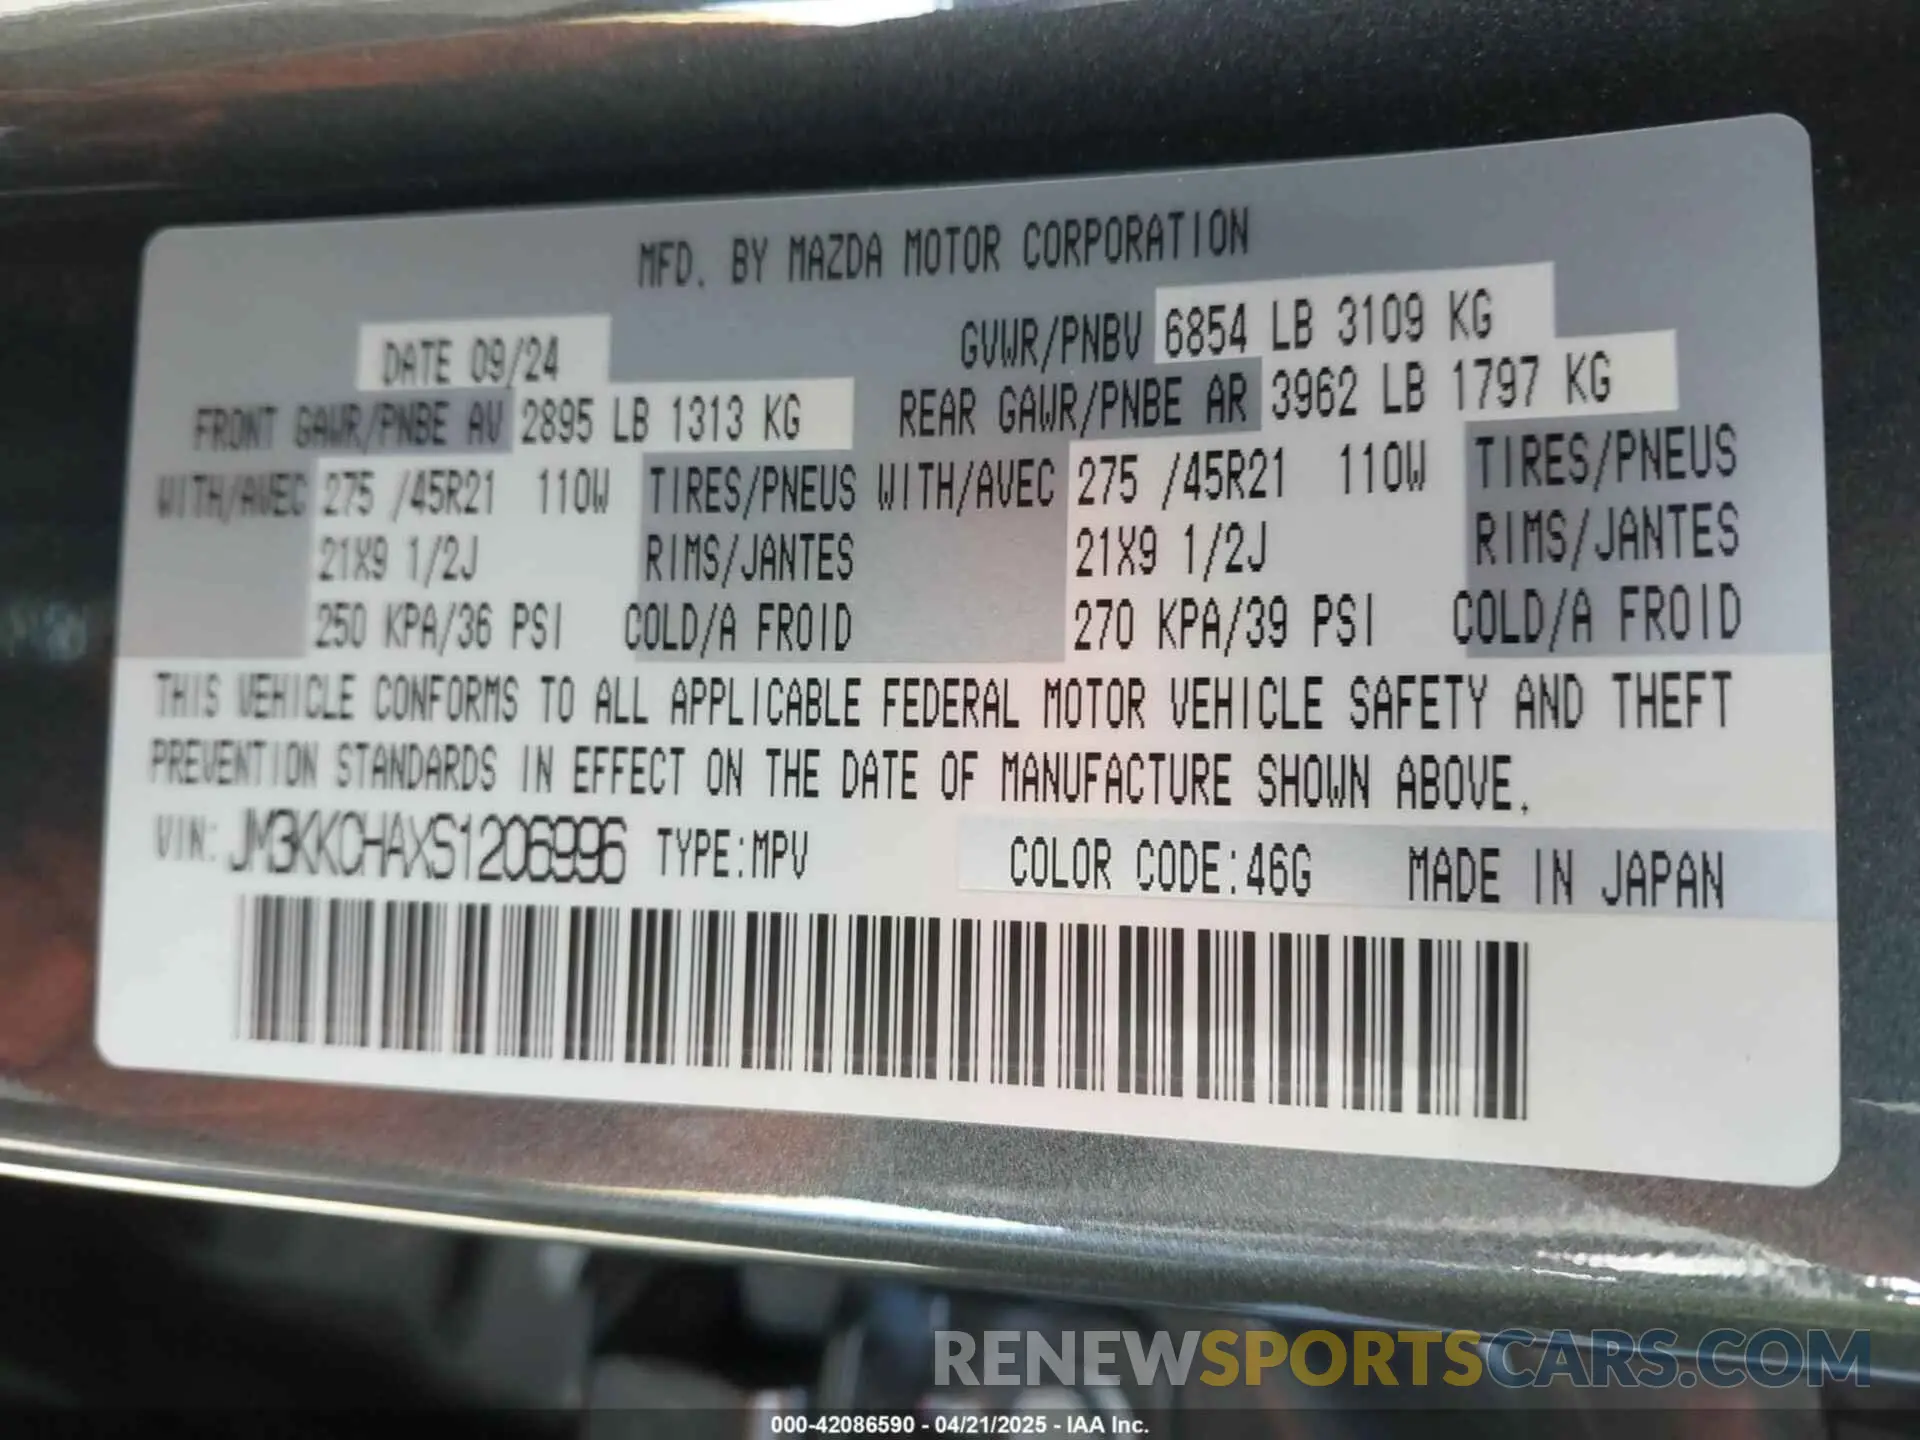 MFD. BY MAZDA MOTOR CORPORATION
DATE 09/24 GVWR/PNBV 6854 LB 3109 KG
FRONT GAWR/PNBE AV 2895 LB 1313 KG REAR GAWR/PNBE AR 3962 LB 1797 KG
WITH/AVEC 275 /45R21 110W TIRES/PNEUS WITH/AVEC 275 /45R21 110W TIRES/PNEUS
21X9 1/2J RIMS/JANTES 21X9 1/2J RIMS/JANTES
250 KPA/36 PSI COLD/A FROID 270 KPA/39 PSI COLD/A FROID
THIS VEHICLE CONFORMS TO ALL APPLICABLE FEDERAL MOTOR VEHICLE SAFETY AND THEFT
PREVENTION STANDARDS IN EFFECT ON THE DATE OF MANUFACTURE SHOWN ABOVE.
VIN: JM3KKCHAXS1206996 TYPE:MPV COLOR CODE:46G MADE IN JAPAN
RENEWSPORTSCARS.COM
000-42086590 - 04/21/2025 - IAA Inc.